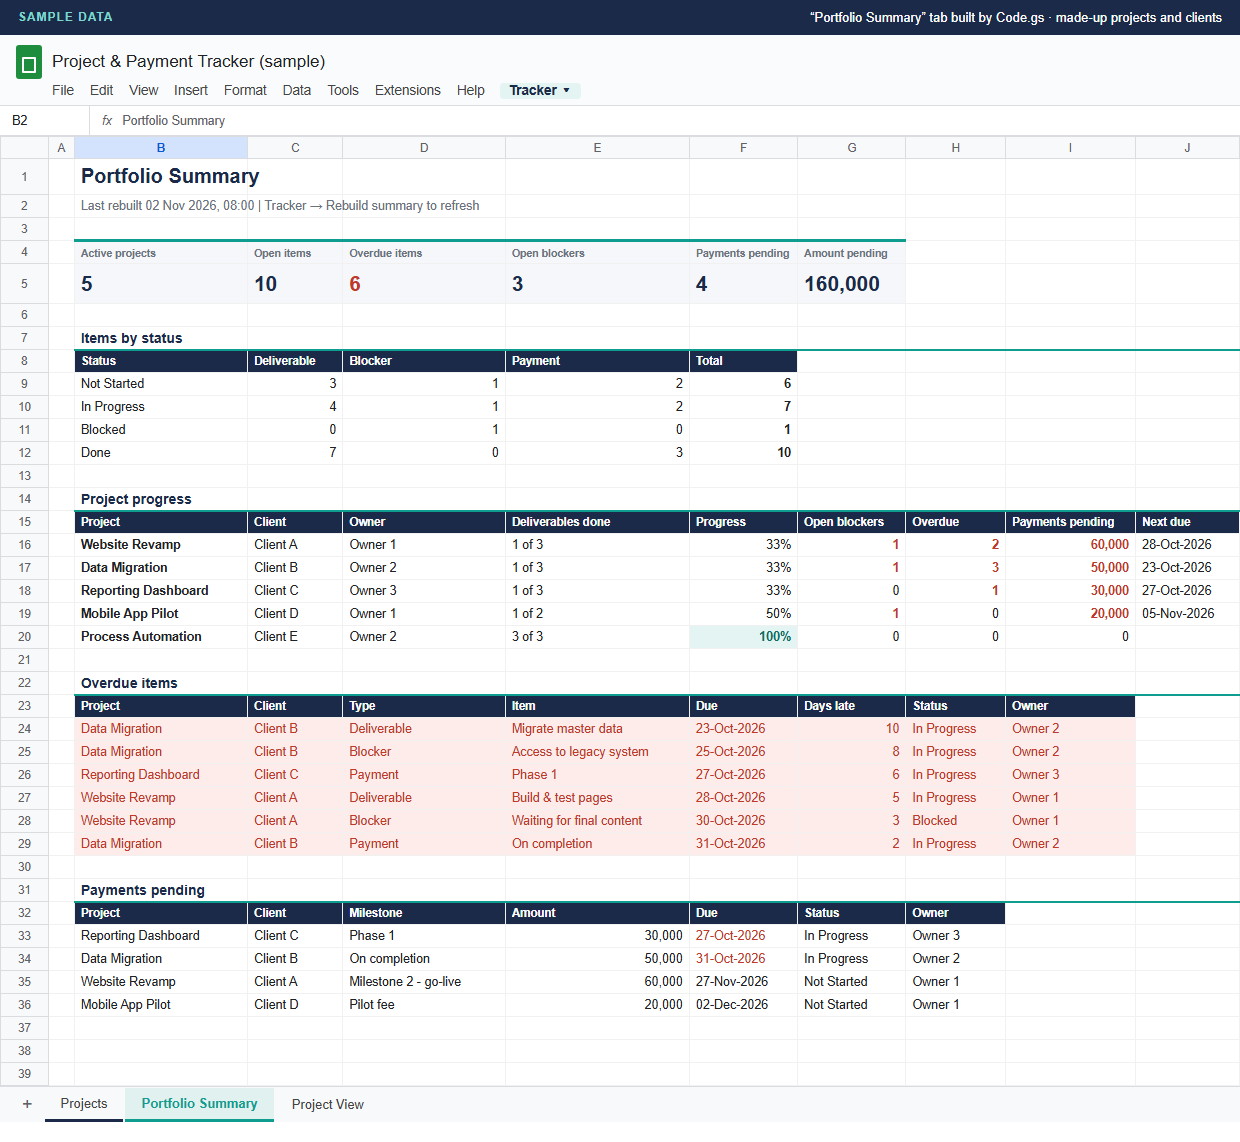 SAMPLE DATA
“Portfolio Summary” tab built by Code.gs · made-up projects and clients
Project & Payment Tracker (sample)
File Edit View Insert Format Data Tools Extensions Help Tracker ▾
B2 fx Portfolio Summary
A B C D E F G H I J
1 Portfolio Summary
2 Last rebuilt 02 Nov 2026, 08:00 | Tracker → Rebuild summary to refresh
3
4 Active projects Open items Overdue items Open blockers Payments pending Amount pending
5 5 10 6 3 4 160,000
6
7 Items by status
8 Status Deliverable Blocker Payment Total
9 Not Started 3 1 2 6
10 In Progress 4 1 2 7
11 Blocked 0 1 0 1
12 Done 7 0 3 10
13
14 Project progress
15 Project Client Owner Deliverables done Progress Open blockers Overdue Payments pending Next due
16 Website Revamp Client A Owner 1 1 of 3 33% 1 2 60,000 28-Oct-2026
17 Data Migration Client B Owner 2 1 of 3 33% 1 3 50,000 23-Oct-2026
18 Reporting Dashboard Client C Owner 3 1 of 3 33% 0 1 30,000 27-Oct-2026
19 Mobile App Pilot Client D Owner 1 1 of 2 50% 1 0 20,000 05-Nov-2026
20 Process Automation Client E Owner 2 3 of 3 100% 0 0 0
21
22 Overdue items
23 Project Client Type Item Due Days late Status Owner
24 Data Migration Client B Deliverable Migrate master data 23-Oct-2026 10 In Progress Owner 2
25 Data Migration Client B Blocker Access to legacy system 25-Oct-2026 8 In Progress Owner 2
26 Reporting Dashboard Client C Payment Phase 1 27-Oct-2026 6 In Progress Owner 3
27 Website Revamp Client A Deliverable Build & test pages 28-Oct-2026 5 In Progress Owner 1
28 Website Revamp Client A Blocker Waiting for final content 30-Oct-2026 3 Blocked Owner 1
29 Data Migration Client B Payment On completion 31-Oct-2026 2 In Progress Owner 2
30
31 Payments pending
32 Project Client Milestone Amount Due Status Owner
33 Reporting Dashboard Client C Phase 1 30,000 27-Oct-2026 In Progress Owner 3
34 Data Migration Client B On completion 50,000 31-Oct-2026 In Progress Owner 2
35 Website Revamp Client A Milestone 2 - go-live 60,000 27-Nov-2026 Not Started Owner 1
36 Mobile App Pilot Client D Pilot fee 20,000 02-Dec-2026 Not Started Owner 1
37
38
39
+ Projects Portfolio Summary Project View